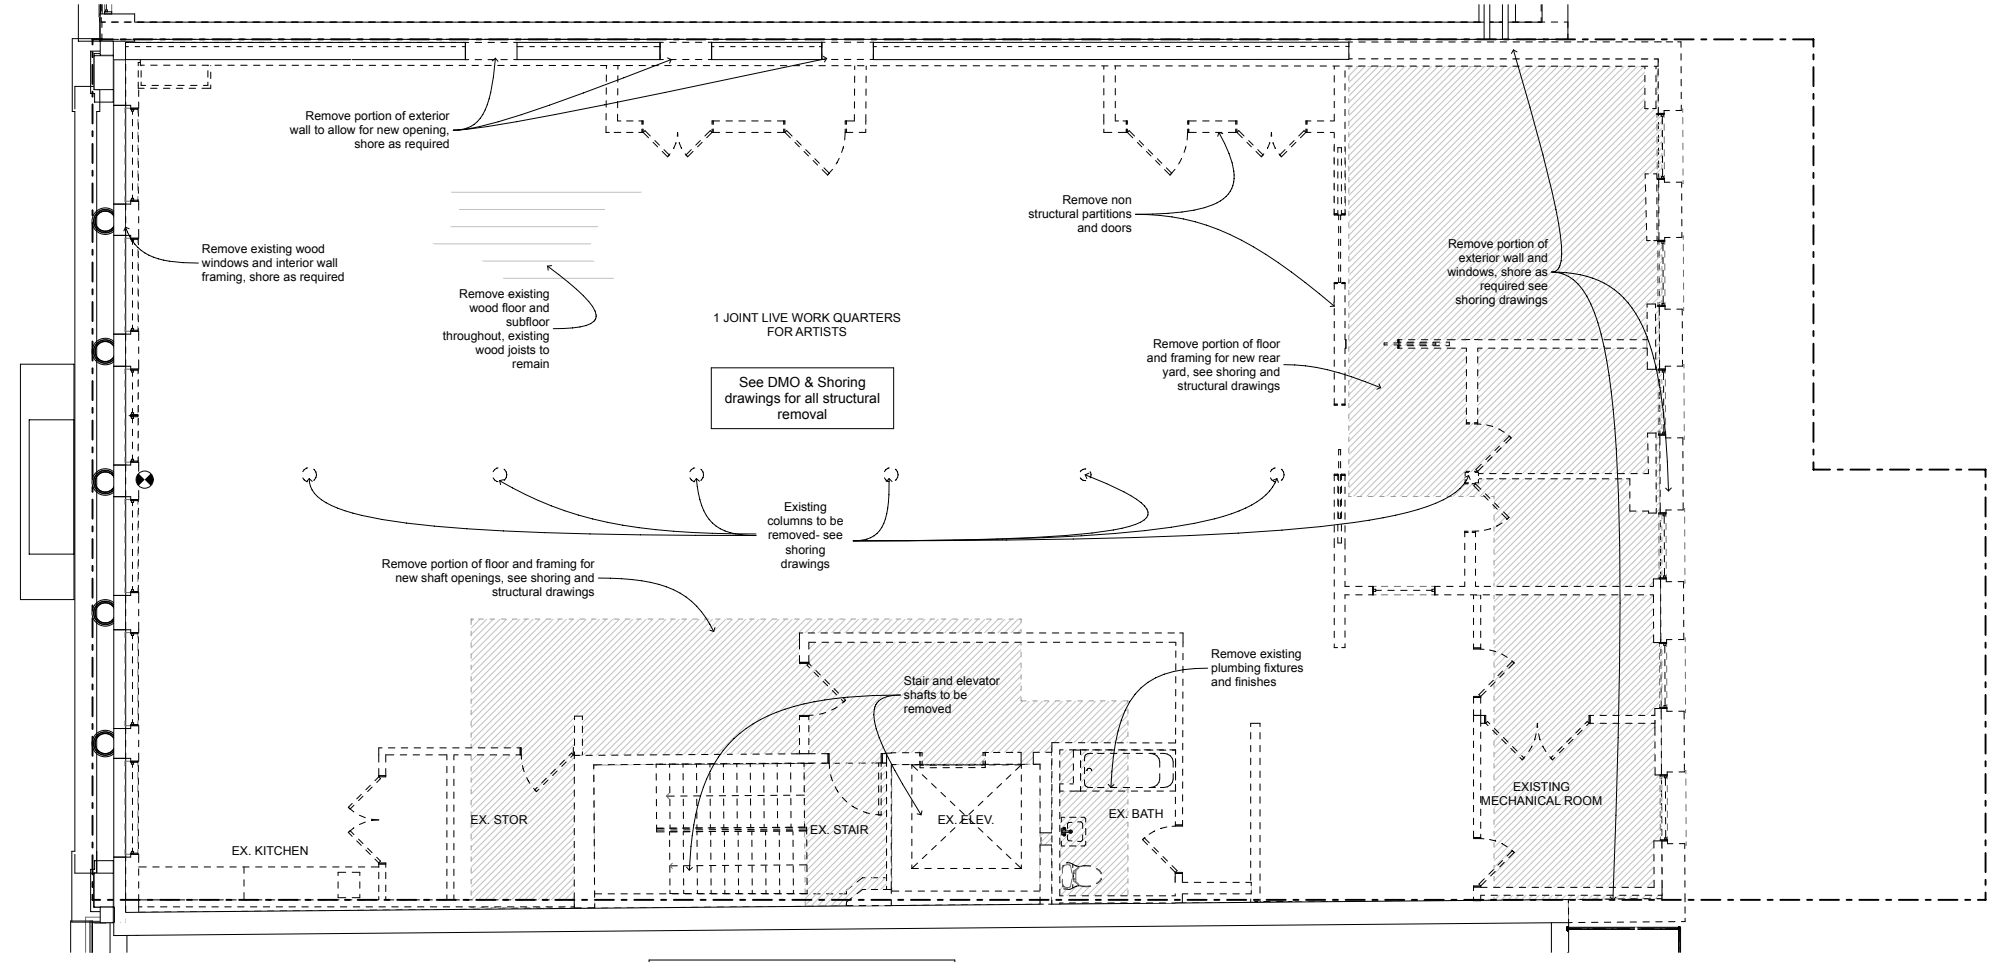 Remove portion of exterior
wall to allow for new opening,
shore as required
Remove non
structural partitions
and doors
Remove existing wood
windows and interior wall
framing, shore as required
Remove portion of
exterior wall and
windows, shore as
required see
shoring drawings
Remove existing
wood floor and
subfloor
throughout, existing
wood joists to
remain
1 JOINT LIVE WORK QUARTERS
FOR ARTISTS
Remove portion of floor
and framing for new rear
yard, see shoring and
structural drawings
See DMO & Shoring
drawings for all structural
removal
Existing
columns to be
removed- see
shoring
drawings
Remove portion of floor and framing for
new shaft openings, see shoring and
structural drawings
Remove existing
plumbing fixtures
and finishes
Stair and elevator
shafts to be
removed
EXISTING
MECHANICAL ROOM
EX. STOR
EX. STAIR
EX. ELEV.
EX. BATH
EX. KITCHEN